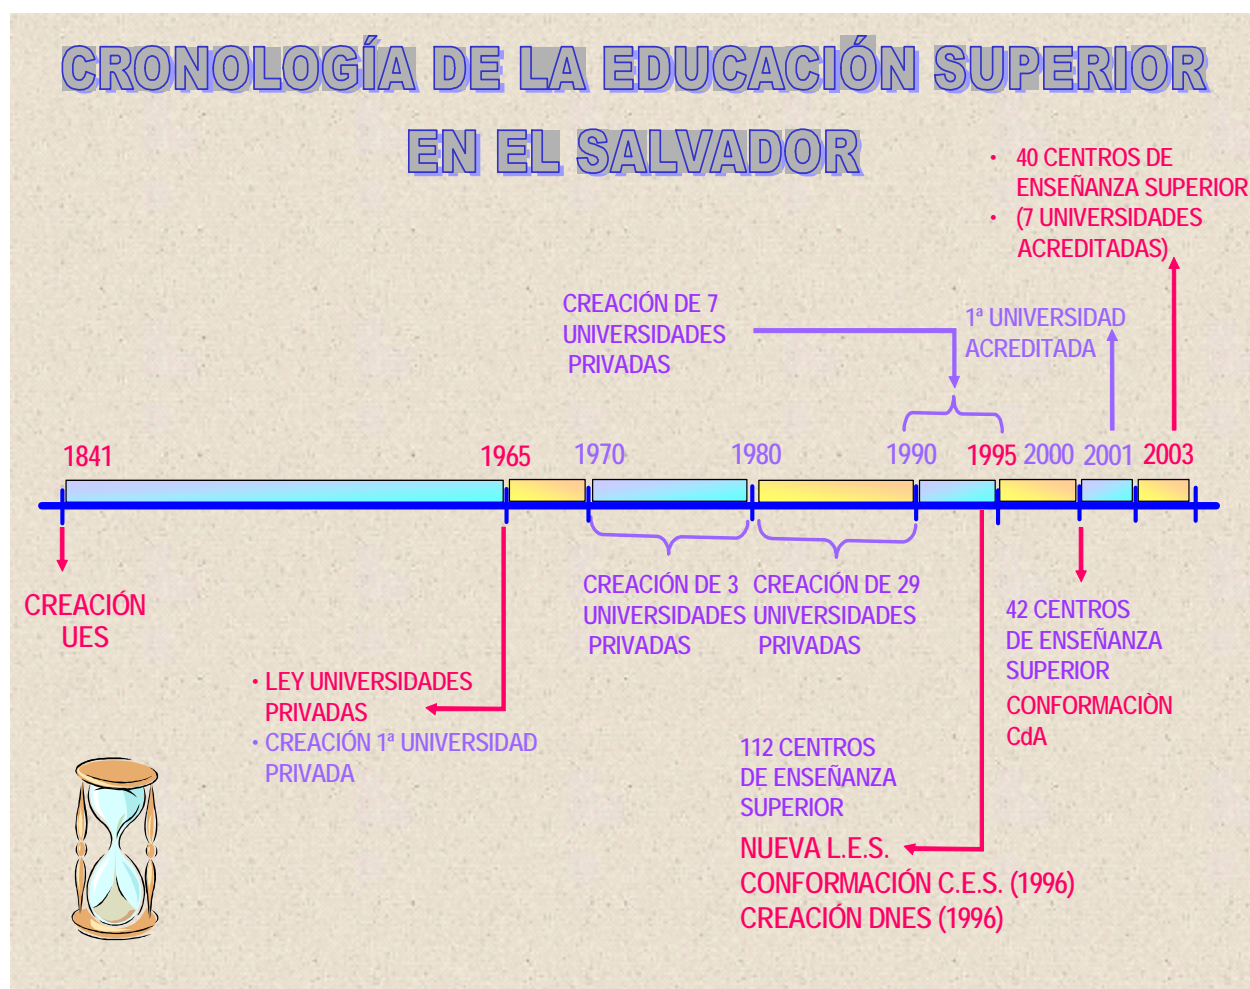 CRONOLOGÍA DE LA EDUCACIÓN SUPERIOR
EN EL SALVADOR
• 40 CENTROS DE
ENSEÑANZA SUPERIOR
• (7 UNIVERSIDADES
ACREDITADAS)
CREACIÓN DE 7
UNIVERSIDADES
PRIVADAS
1ª UNIVERSIDAD
ACREDITADA
1841 1965 1970 1980 1990 1995 2000 2001 2003
CREACIÓN
UES
• LEY UNIVERSIDADES
PRIVADAS
• CREACIÓN 1ª UNIVERSIDAD
PRIVADA
CREACIÓN DE 3
UNIVERSIDADES
PRIVADAS
CREACIÓN DE 29
UNIVERSIDADES
PRIVADAS
112 CENTROS
DE ENSEÑANZA
SUPERIOR
NUEVA L.E.S.
CONFORMACIÓN C.E.S. (1996)
CREACIÓN DNES (1996)
42 CENTROS
DE ENSEÑANZA
SUPERIOR
CONFORMACIÒN
CdA